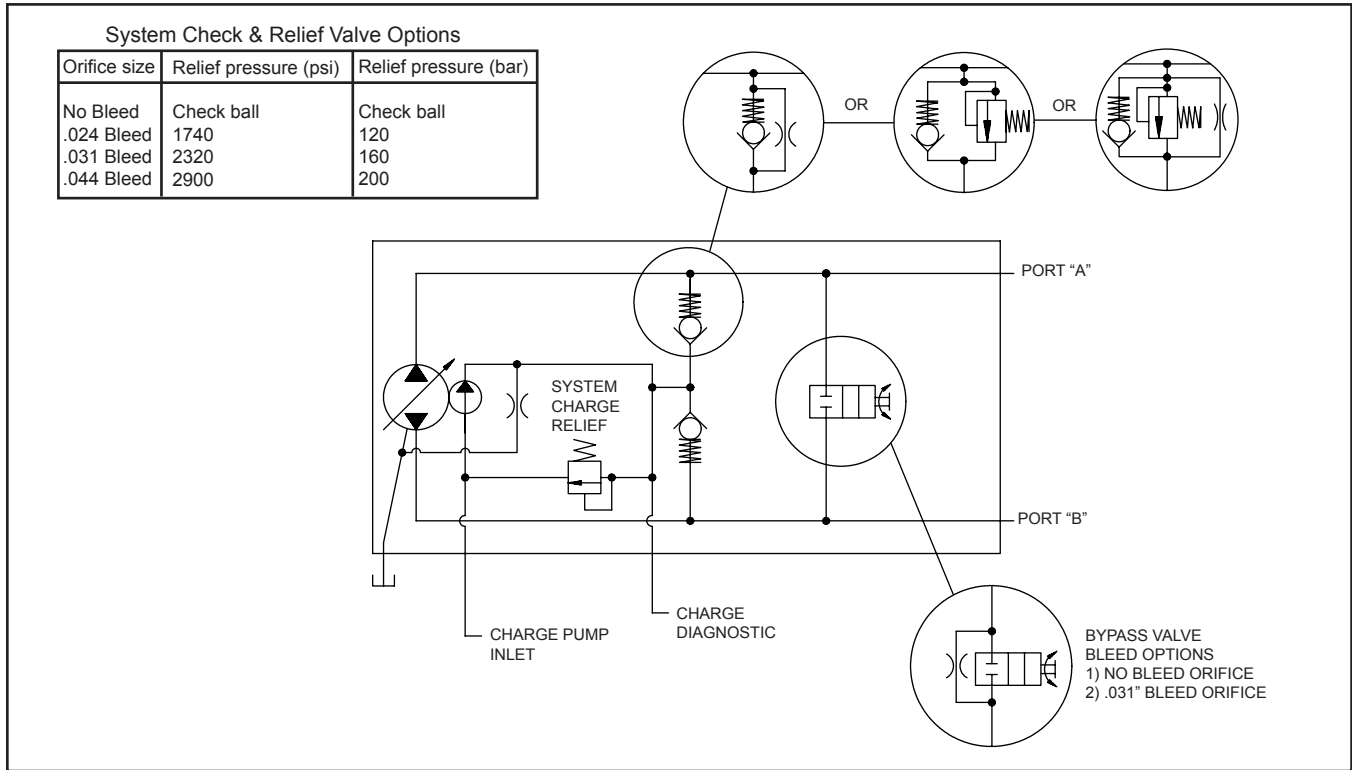 System Check & Relief Valve Options
Orifice size Relief pressure (psi) Relief pressure (bar)
No Bleed Check ball Check ball
.024 Bleed 1740 120
.031 Bleed 2320 160
.044 Bleed 2900 200
OR
OR
PORT “A”
SYSTEM
CHARGE
RELIEF
PORT “B”
CHARGE PUMP
INLET
CHARGE
DIAGNOSTIC
BYPASS VALVE
BLEED OPTIONS
1) NO BLEED ORIFICE
2) .031” BLEED ORIFICE